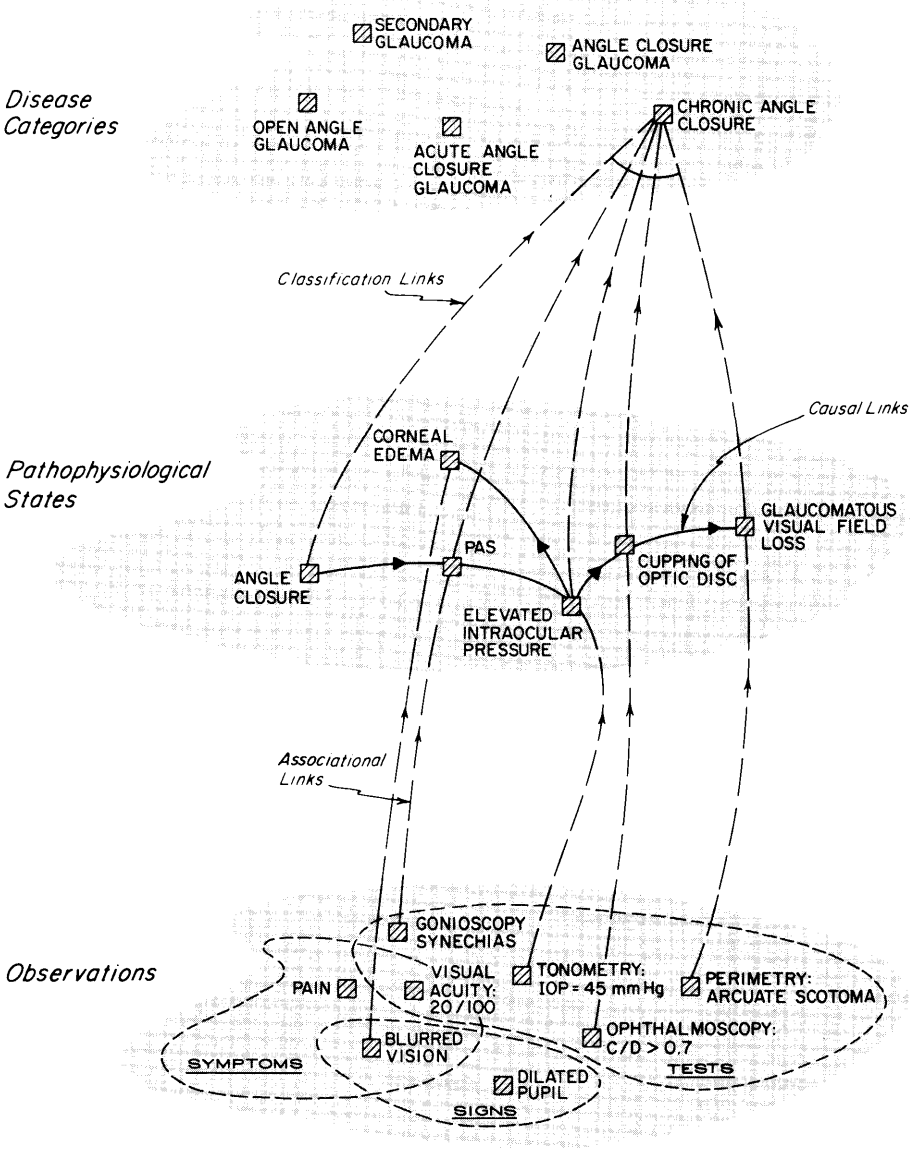 SECONDARY
GLAUCOMA
ANGLE CLOSURE
GLAUCOMA
Disease
Categories
OPEN ANGLE
GLAUCOMA
ACUTE ANGLE
CLOSURE
GLAUCOMA
CHRONIC ANGLE
CLOSURE
Classification Links
Causal Links
Pathophysiological
States
CORNEAL
EDEMA
PAS
ANGLE
CLOSURE
ELEVATED
INTRAOCULAR
PRESSURE
CUPPING OF
OPTIC DISC
GLAUCOMATOUS
VISUAL FIELD
LOSS
Associational
Links
Observations
GONIOSCOPY
SYNECHIAS
PAIN
VISUAL
ACUITY:
20/100
TONOMETRY:
IOP = 45 mm Hg
PERIMETRY:
ARCUATE SCOTOMA
BLURRED
VISION
OPHTHALMOSCOPY:
C/D > 0.7
SYMPTOMS
DILATED
PUPIL
SIGNS
TESTS